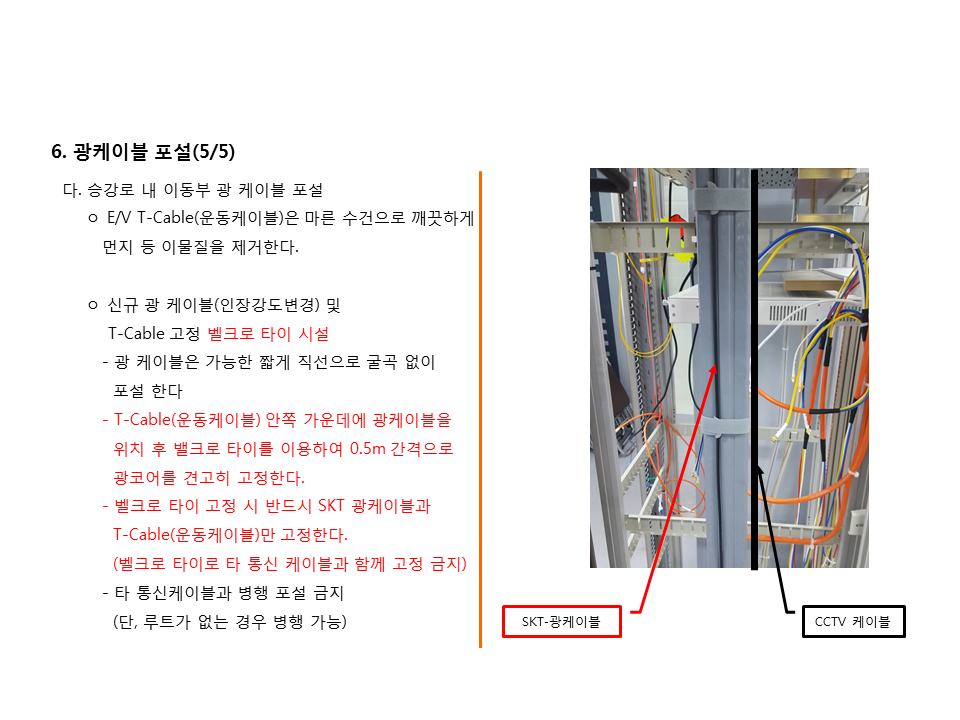 6. 광케이블 포설(5/5)
다. 승강로 내 이동부 광 케이블 포설
ㅇ E/V T-Cable(운동케이블)은 마른 수건으로 깨끗하게
먼지 등 이물질을 제거한다.
ㅇ 신규 광 케이블(인장강도변경) 및
T-Cable 고정 벨크로 타이 시설
- 광 케이블은 가능한 짧게 직선으로 굴곡 없이
포설 한다
- T-Cable(운동케이블) 안쪽 가운데에 광케이블을
위치 후 밸크로 타이를 이용하여 0.5m 간격으로
광코어를 견고히 고정한다.
- 벨크로 타이 고정 시 반드시 SKT 광케이블과
T-Cable(운동케이블)만 고정한다.
(벨크로 타이로 타 통신 케이블과 함께 고정 금지)
- 타 통신케이블과 병행 포설 금지
(단, 루트가 없는 경우 병행 가능)
SKT-광케이블
CCTV 케이블